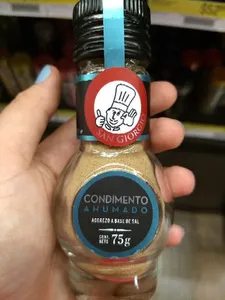 SAN GIORGIO
CONDIMENTO
AHUMADO
ADEREZO A BASE DE SAL
CONT.
NETO 75g